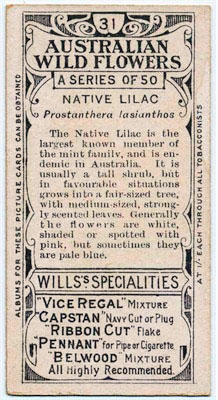 31
AUSTRALIAN
WILD FLOWERS
A SERIES OF 50
NATIVE LILAC
Prostanthera lasianthos
The Native Lilac is the
largest known member of
the mint family, and is en-
demic in Australia. It is
usually a tall shrub, but
in favourable situations
grows into a fair-sized tree,
with medium-sized, strong-
ly scented leaves. Generally
the flowers are white,
shaded or spotted with
pink, but sometimes they
are pale blue.
WILLS'S SPECIALITIES
"VICE REGAL" MIXTURE
"CAPSTAN" NAVY CUT or PLUG
"RIBBON CUT" Flake
"PENNANT" for Pipe or Cigarette
"BELWOOD" MIXTURE
All Highly Recommended.
ALBUMS FOR THESE PICTURE CARDS CAN BE OBTAINED
AT 1/- EACH THROUGH ALL TOBACCONISTS